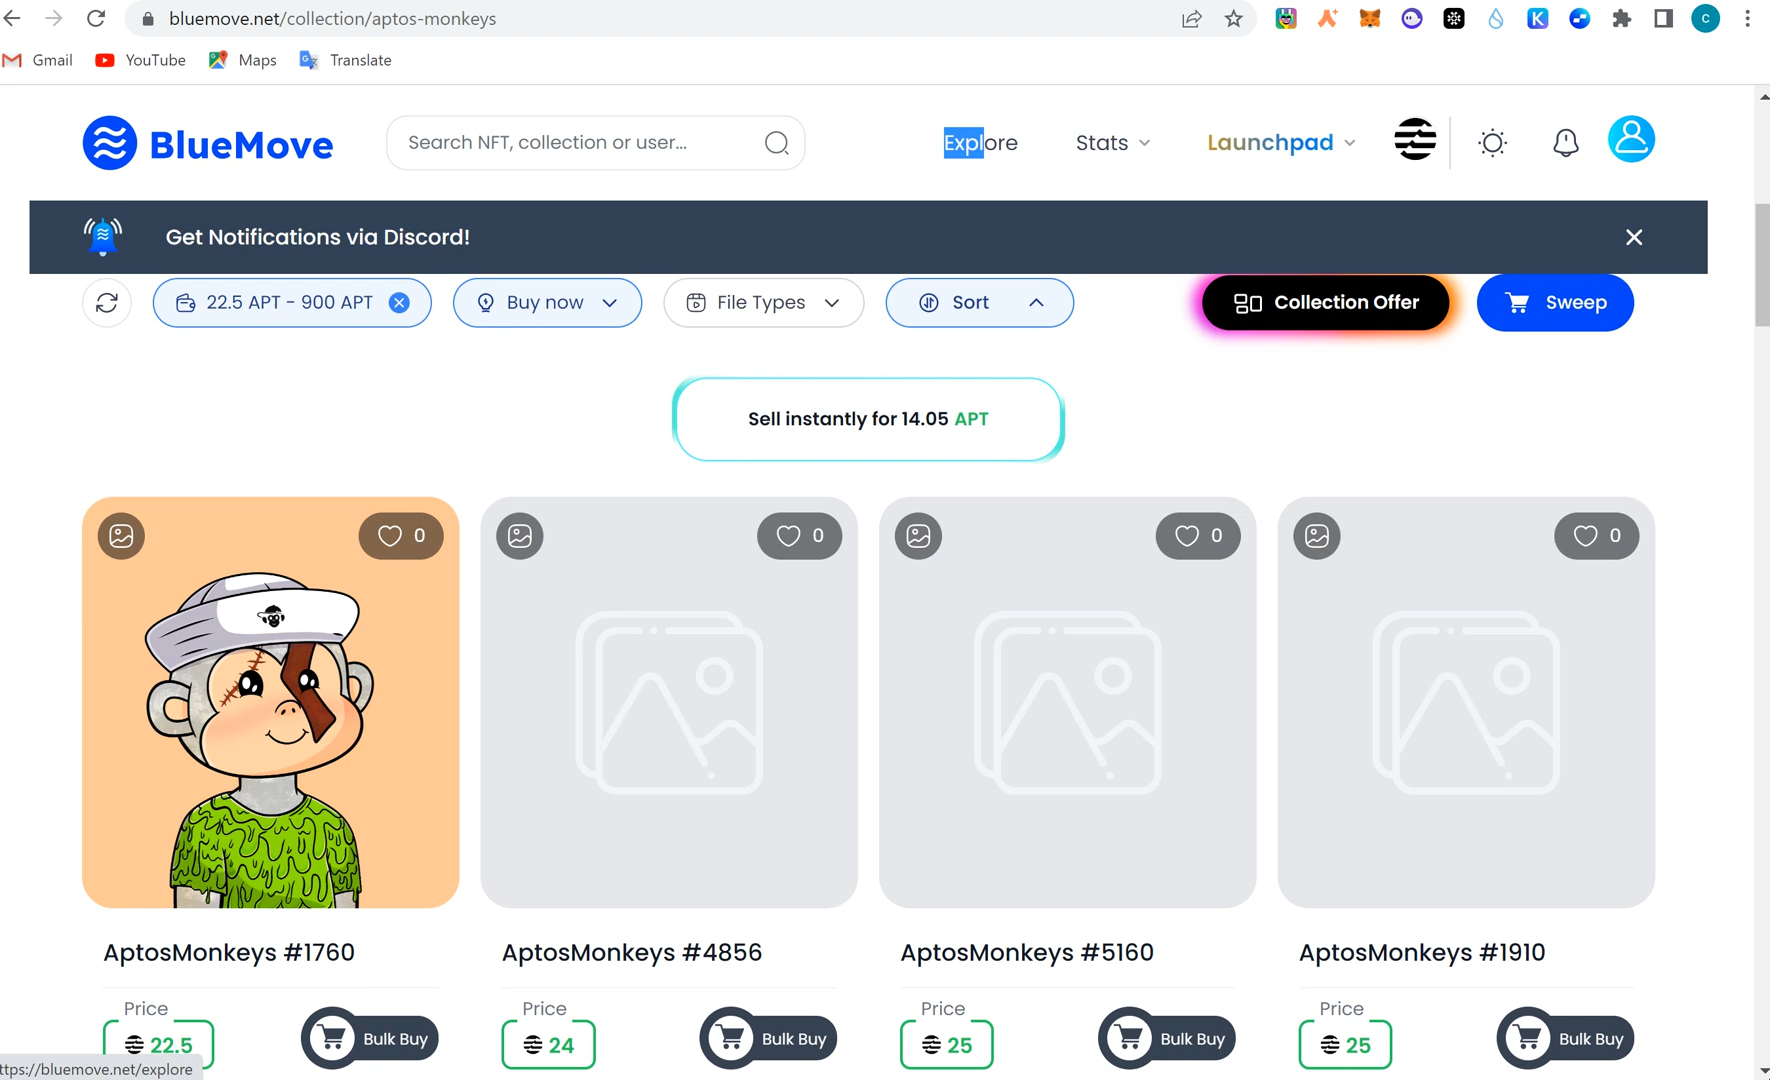 bluemove.net/collection/aptos-monkeys
C
Gmail YouTube Maps Translate
BlueMove Search NFT, collection or user... Explore Stats Launchpad
Get Notifications via Discord!
22.5 APT - 900 APT Buy now File Types Sort Collection Offer Sweep
Sell instantly for 14.05 APT
0 0 0 0
AptosMonkeys #1760 AptosMonkeys #4856 AptosMonkeys #5160 AptosMonkeys #1910
Price Price Price Price
22.5 Bulk Buy 24 Bulk Buy 25 Bulk Buy 25 Bulk Buy
ttps://bluemove.net/explore